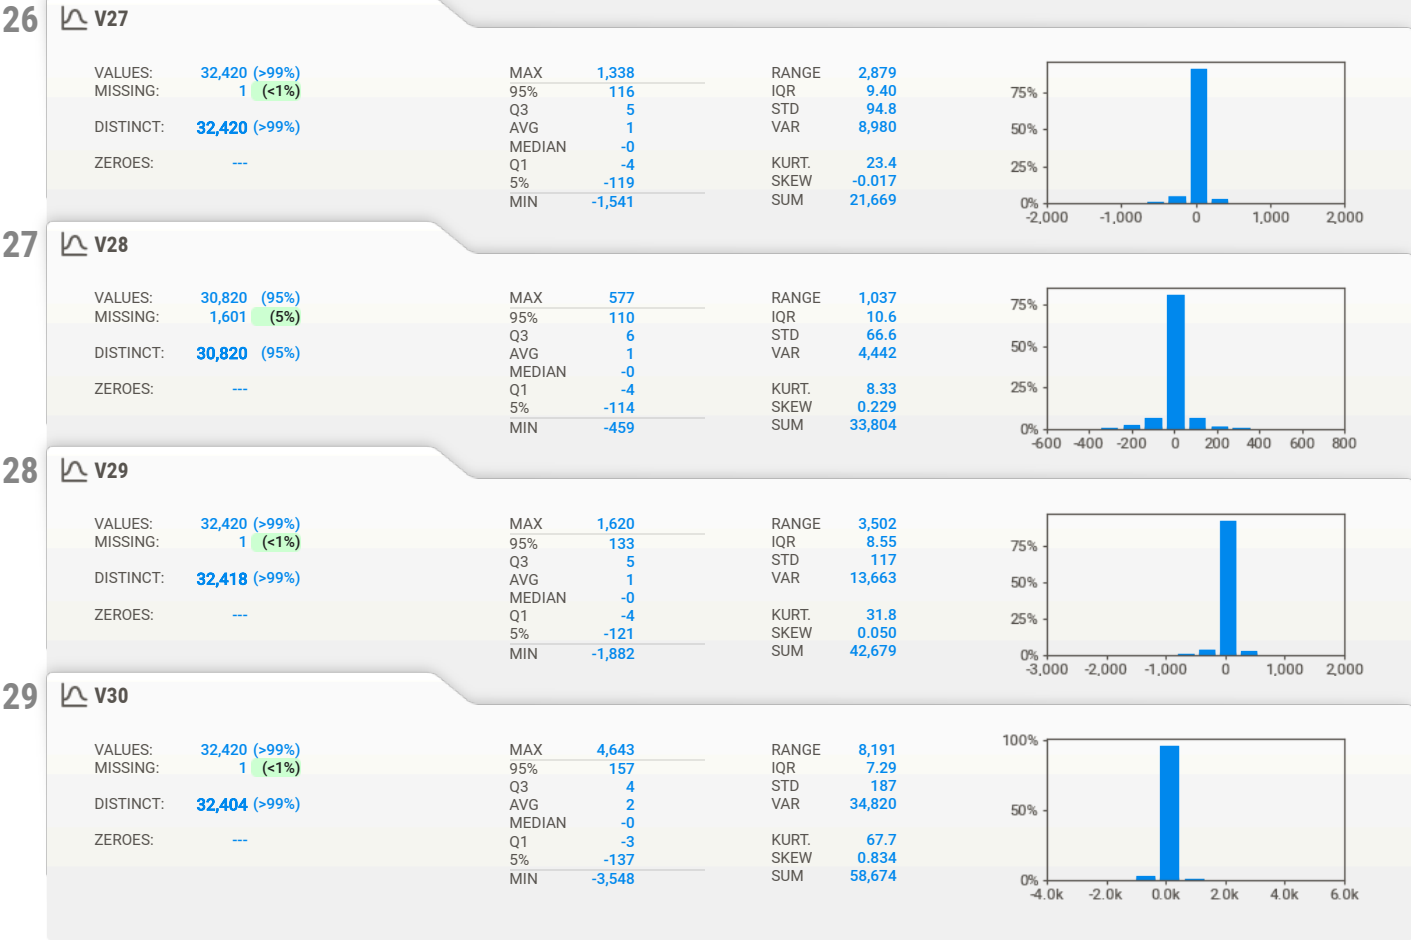 26 V27
VALUES: 32,420 (>99%)
MISSING: 1 (<1%)
DISTINCT: 32,420 (>99%)
ZEROES: ---
MAX 1,338
95% 116
Q3 5
AVG 1
MEDIAN -0
Q1 -4
5% -119
MIN -1,541
RANGE 2,879
IQR 9.40
STD 94.8
VAR 8,980
KURT. 23.4
SKEW -0.017
SUM 21,669
75%
50%
25%
0%
-2,000 -1,000 0 1,000 2,000
27 V28
VALUES: 30,820 (95%)
MISSING: 1,601 (5%)
DISTINCT: 30,820 (95%)
ZEROES: ---
MAX 577
95% 110
Q3 6
AVG 1
MEDIAN -0
Q1 -4
5% -114
MIN -459
RANGE 1,037
IQR 10.6
STD 66.6
VAR 4,442
KURT. 8.33
SKEW 0.229
SUM 33,804
75%
50%
25%
0%
-600 -400 -200 0 200 400 600 800
28 V29
VALUES: 32,420 (>99%)
MISSING: 1 (<1%)
DISTINCT: 32,418 (>99%)
ZEROES: ---
MAX 1,620
95% 133
Q3 5
AVG 1
MEDIAN -0
Q1 -4
5% -121
MIN -1,882
RANGE 3,502
IQR 8.55
STD 117
VAR 13,663
KURT. 31.8
SKEW 0.050
SUM 42,679
75%
50%
25%
0%
-3,000 -2,000 -1,000 0 1,000 2,000
29 V30
VALUES: 32,420 (>99%)
MISSING: 1 (<1%)
DISTINCT: 32,404 (>99%)
ZEROES: ---
MAX 4,643
95% 157
Q3 4
AVG 2
MEDIAN -0
Q1 -3
5% -137
MIN -3,548
RANGE 8,191
IQR 7.29
STD 187
VAR 34,820
KURT. 67.7
SKEW 0.834
SUM 58,674
100%
50%
0%
-4.0k -2.0k 0.0k 2.0k 4.0k 6.0k